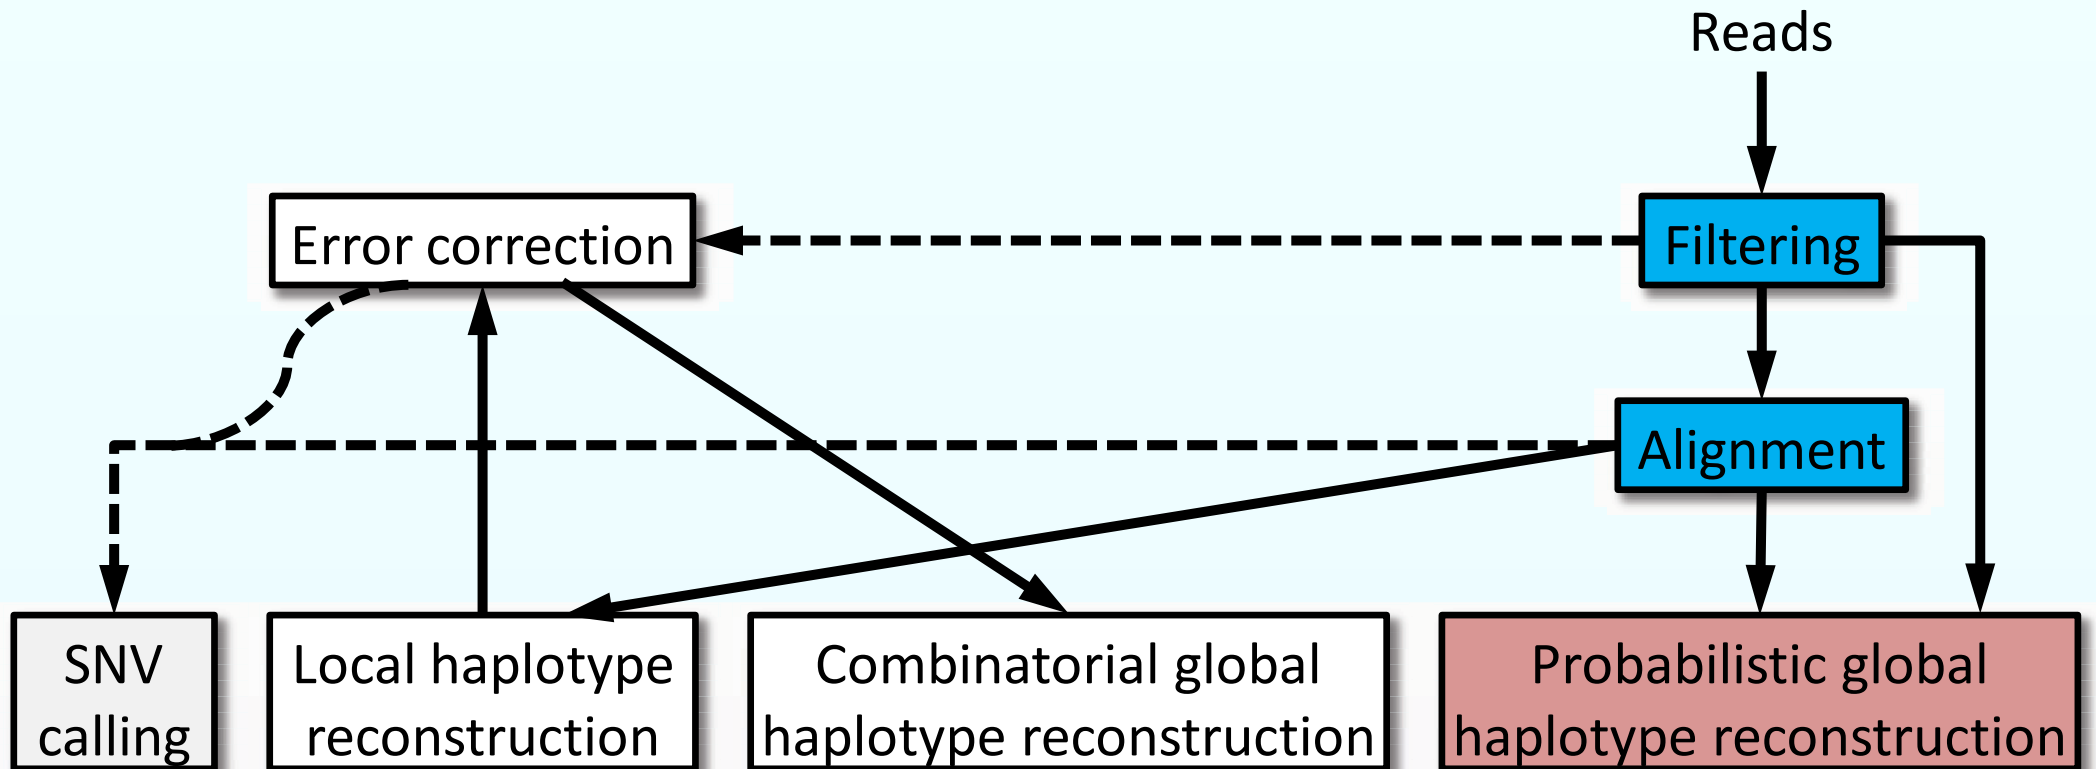 Reads
Error correction
Filtering
Alignment
SNV
calling
Local haplotype
reconstruction
Combinatorial global
haplotype reconstruction
Probabilistic global
haplotype reconstruction